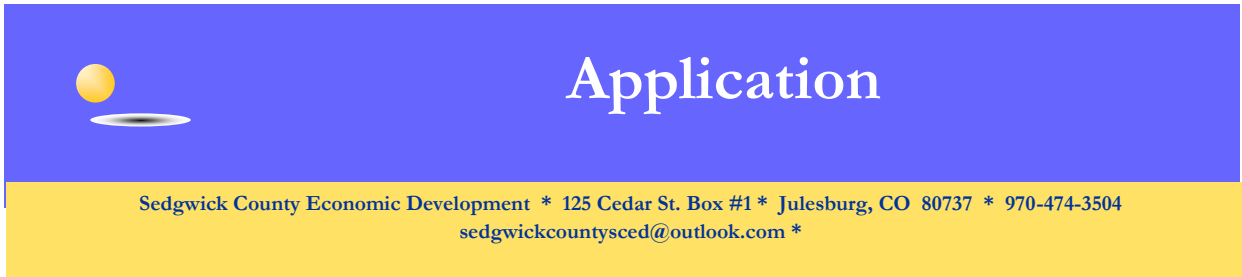 Application
Sedgwick County Economic Development * 125 Cedar St. Box #1 * Julesburg, CO 80737 * 970-474-3504
sedgwickcountysced@outlook.com *